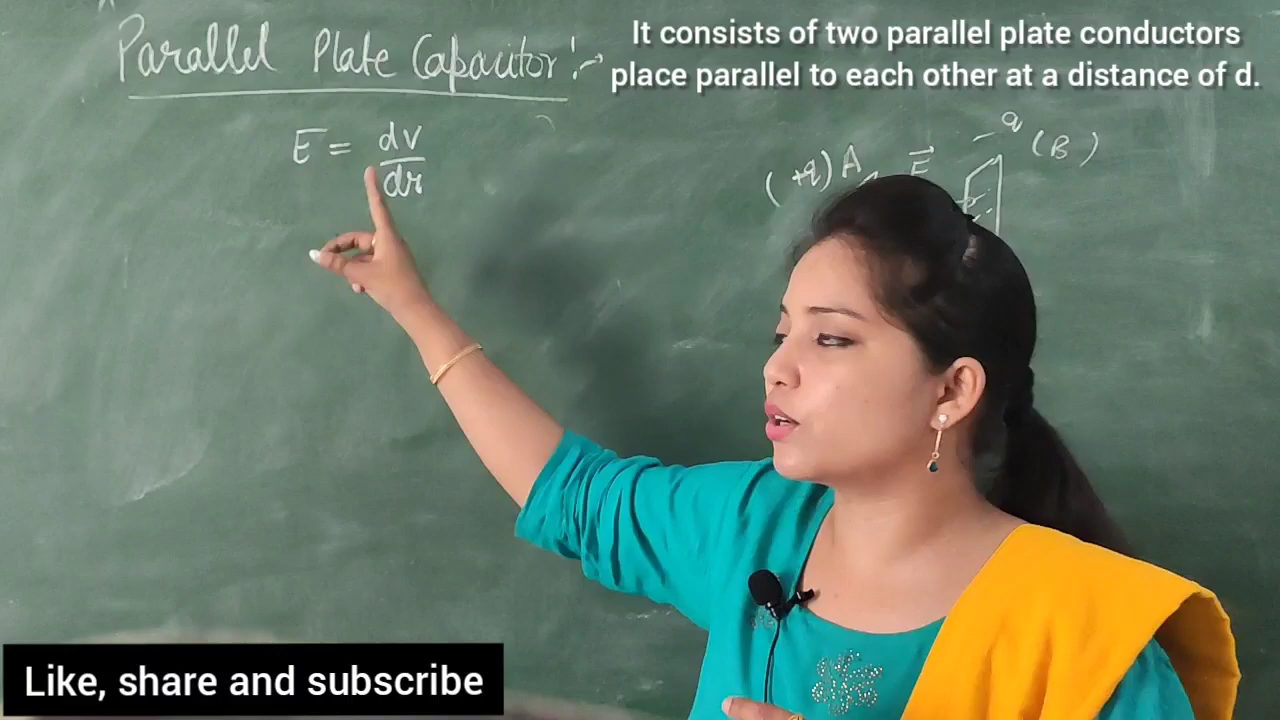 Parallel Plate Capacitor :→
It consists of two parallel plate conductors
place parallel to each other at a distance of d.
E = dv/dr
(+q) A
E⃗
-q
(B)
Like, share and subscribe